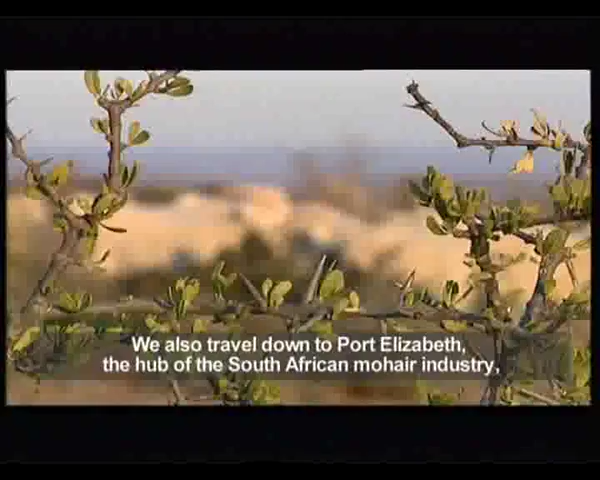 We also travel down to Port Elizabeth,
the hub of the South African mohair industry,